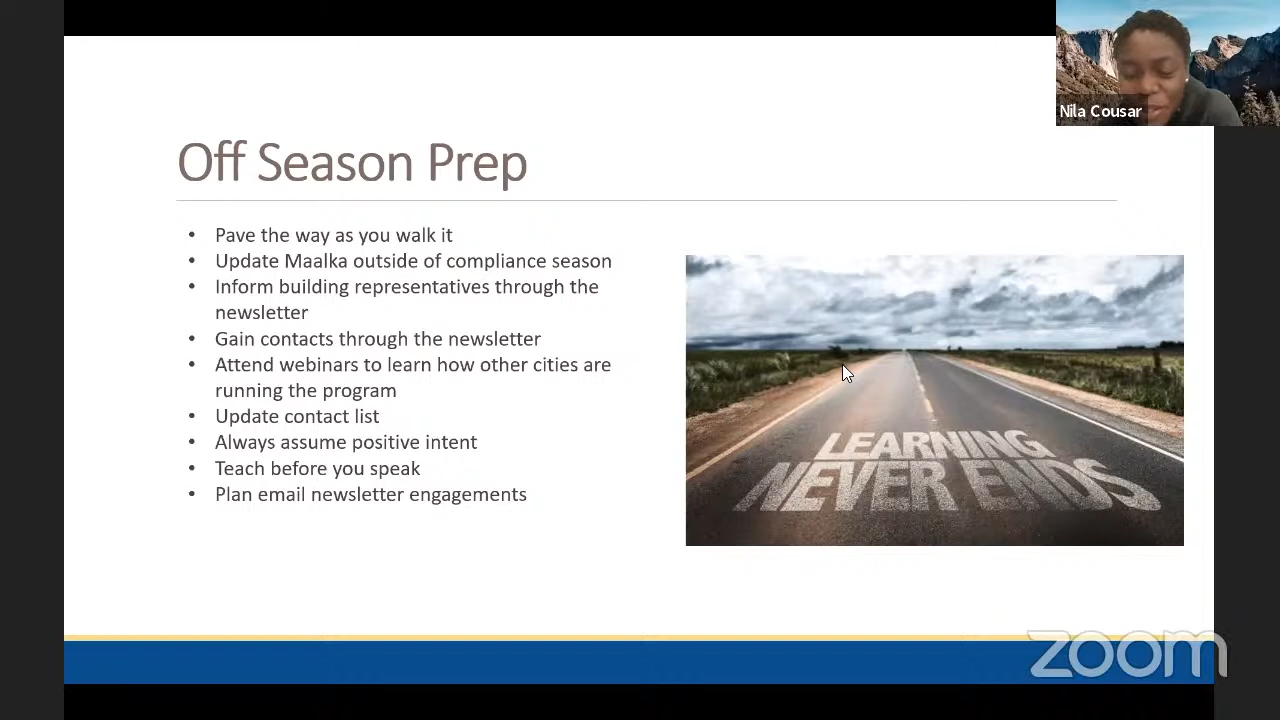 Nila Cousar
Off Season Prep
• Pave the way as you walk it
• Update Maalka outside of compliance season
• Inform building representatives through the
newsletter
• Gain contacts through the newsletter
• Attend webinars to learn how other cities are
running the program
• Update contact list
• Always assume positive intent
• Teach before you speak
• Plan email newsletter engagements
LEARNING
NEVER ENDS
zoom